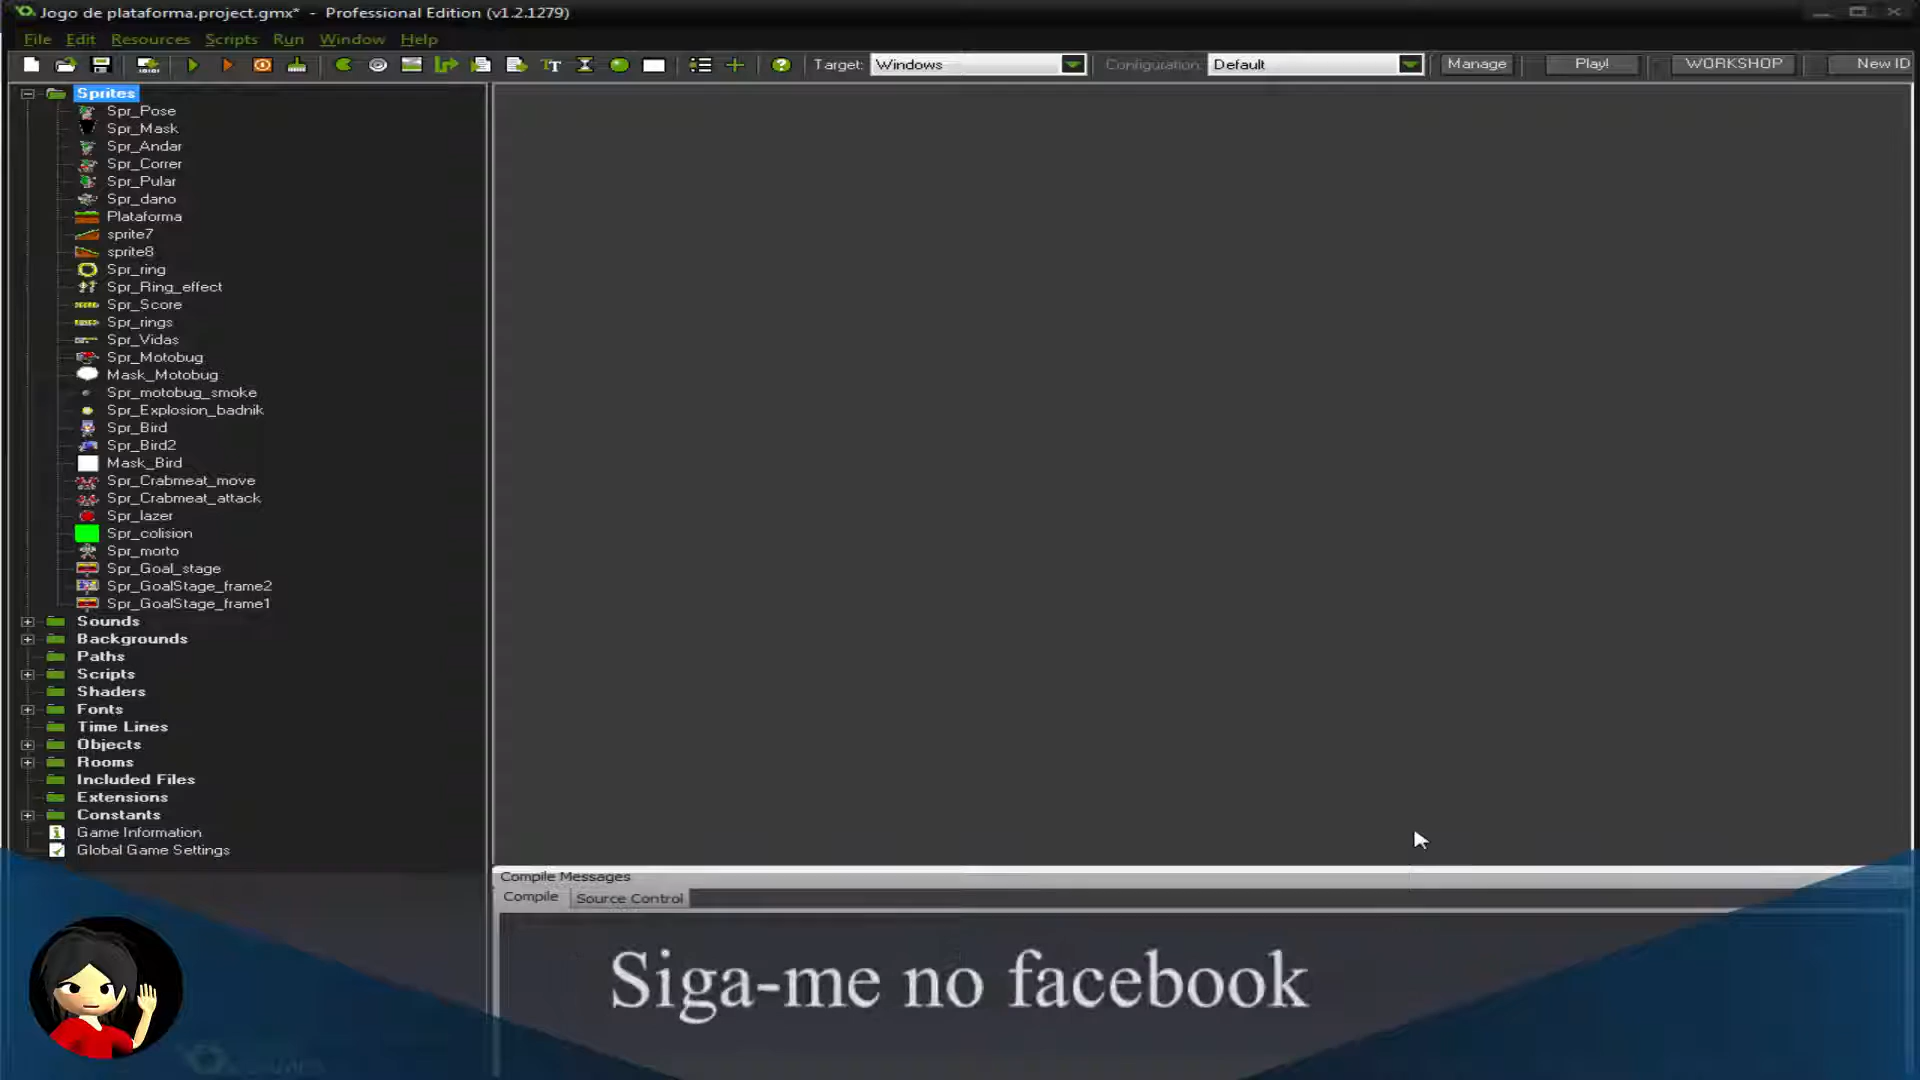 Jogo de plataforma.project.gmx* - Professional Edition (v1.2.1279)
File Edit Resources Scripts Run Window Help
Target: Windows Configuration: Default Manage Play! WORKSHOP New ID
Sprites
Spr_Pose
Spr_Mask
Spr_Andar
Spr_Correr
Spr_Pular
Spr_dano
Plataforma
sprite7
sprite8
Spr_ring
Spr_Ring_effect
Spr_Score
Spr_rings
Spr_Vidas
Spr_Motobug
Mask_Motobug
Spr_motobug_smoke
Spr_Explosion_badnik
Spr_Bird
Spr_Bird2
Mask_Bird
Spr_Crabmeat_move
Spr_Crabmeat_attack
Spr_lazer
Spr_colision
Spr_morto
Spr_Goal_stage
Spr_GoalStage_frame2
Spr_GoalStage_frame1
Sounds
Backgrounds
Paths
Scripts
Shaders
Fonts
Time Lines
Objects
Rooms
Included Files
Extensions
Constants
Game Information
Global Game Settings
Compile Messages
Compile Source Control
Siga-me no facebook